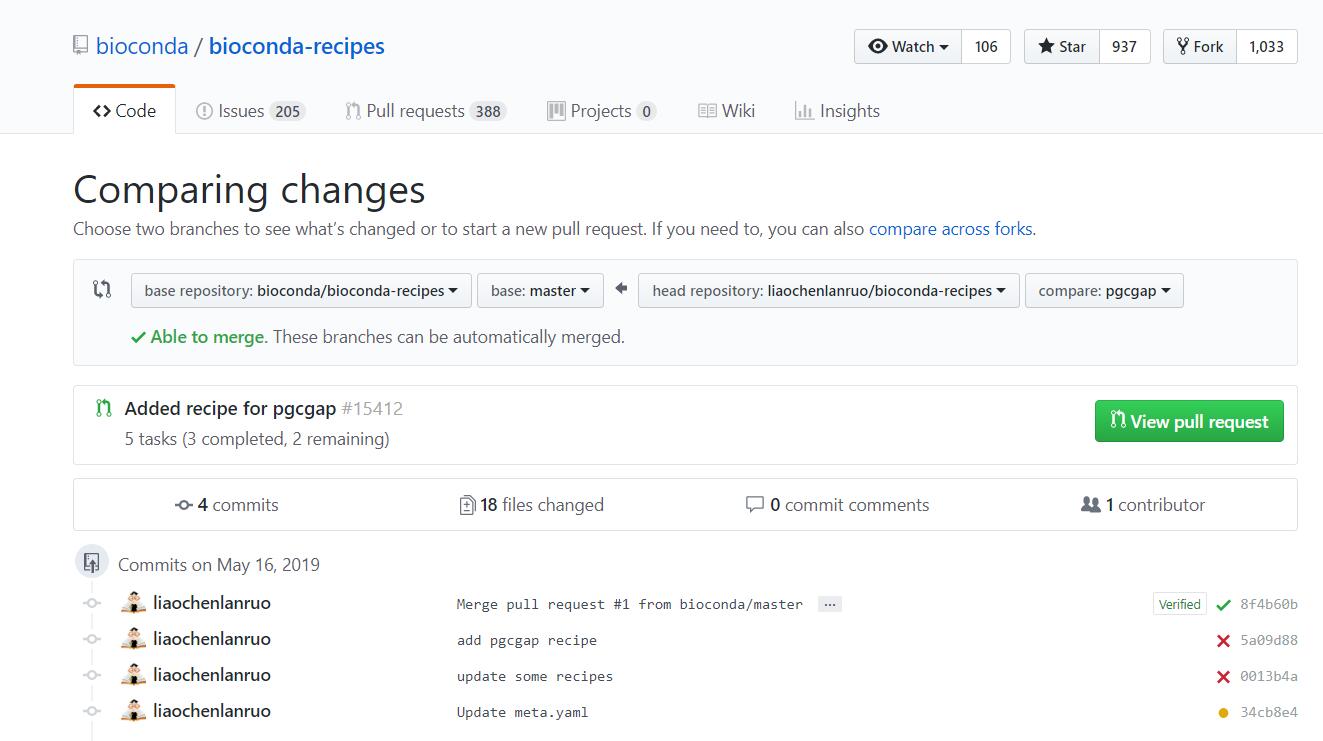 bioconda / bioconda-recipes
Watch 106 Star 937 Fork 1,033
Code Issues 205 Pull requests 388 Projects 0 Wiki Insights
Comparing changes
Choose two branches to see what's changed or to start a new pull request. If you need to, you can also compare across forks.
base repository: bioconda/bioconda-recipes base: master head repository: liaochenlanruo/bioconda-recipes compare: pgcgap
Able to merge. These branches can be automatically merged.
Added recipe for pgcgap #15412
View pull request
5 tasks (3 completed, 2 remaining)
4 commits 18 files changed 0 commit comments 1 contributor
Commits on May 16, 2019
liaochenlanruo Merge pull request #1 from bioconda/master ... Verified 8f4b60b
liaochenlanruo add pgcgap recipe 5a09d88
liaochenlanruo update some recipes 0013b4a
liaochenlanruo Update meta.yaml 34cb8e4